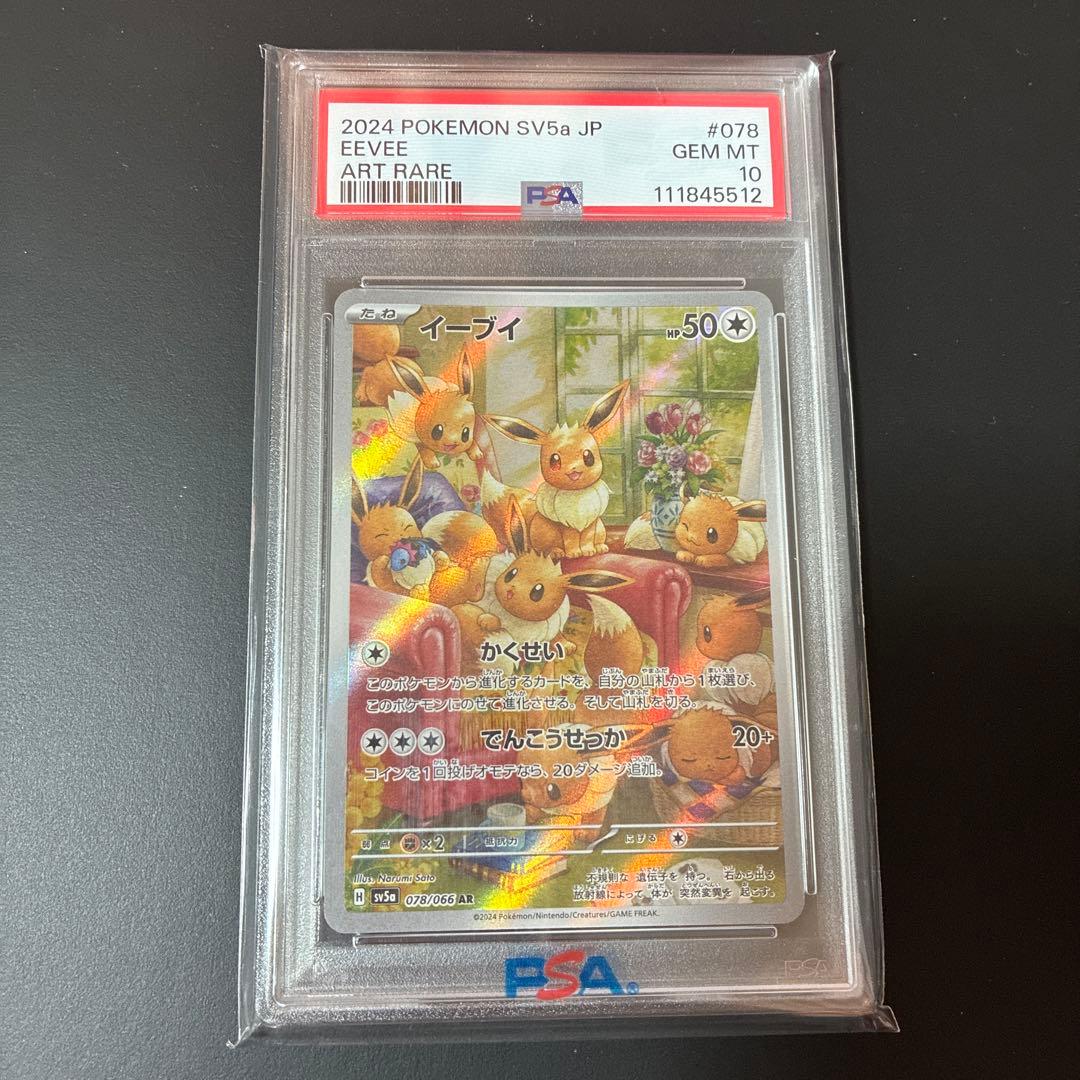 2024 POKEMON SV5a JP #078
EEVEE GEM MT
ART RARE 10
PSA 111845512
たね イーブイ HP50
かくせい
このポケモンから進化するカードを、自分の山札から1枚選び、
このポケモンにのせて進化させる。そして山札を切る。
でんこうせっか 20+
コインを1回投げオモテなら、20ダメージ追加。
弱点 ×2 抵抗力 にげる
Illus. Narumi Sato
不規則な 遺伝子を 持つ。 石から出る
放射線によって 体が 突然変異を 起こす。
H sv5a 078/066 AR
©2024 Pokémon/Nintendo/Creatures/GAME FREAK.
PSA®
PSA